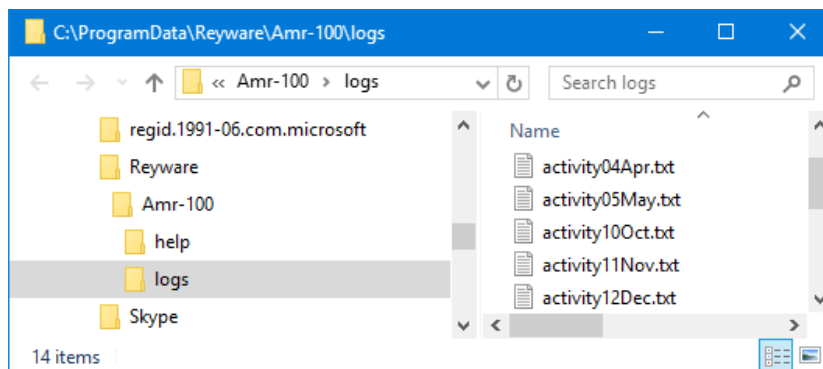 C:\ProgramData\Reyware\Amr-100\logs
« Amr-100 > logs
Search logs
regid.1991-06.com.microsoft
Reyware
Amr-100
help
logs
Skype
Name
activity04Apr.txt
activity05May.txt
activity10Oct.txt
activity11Nov.txt
activity12Dec.txt
14 items